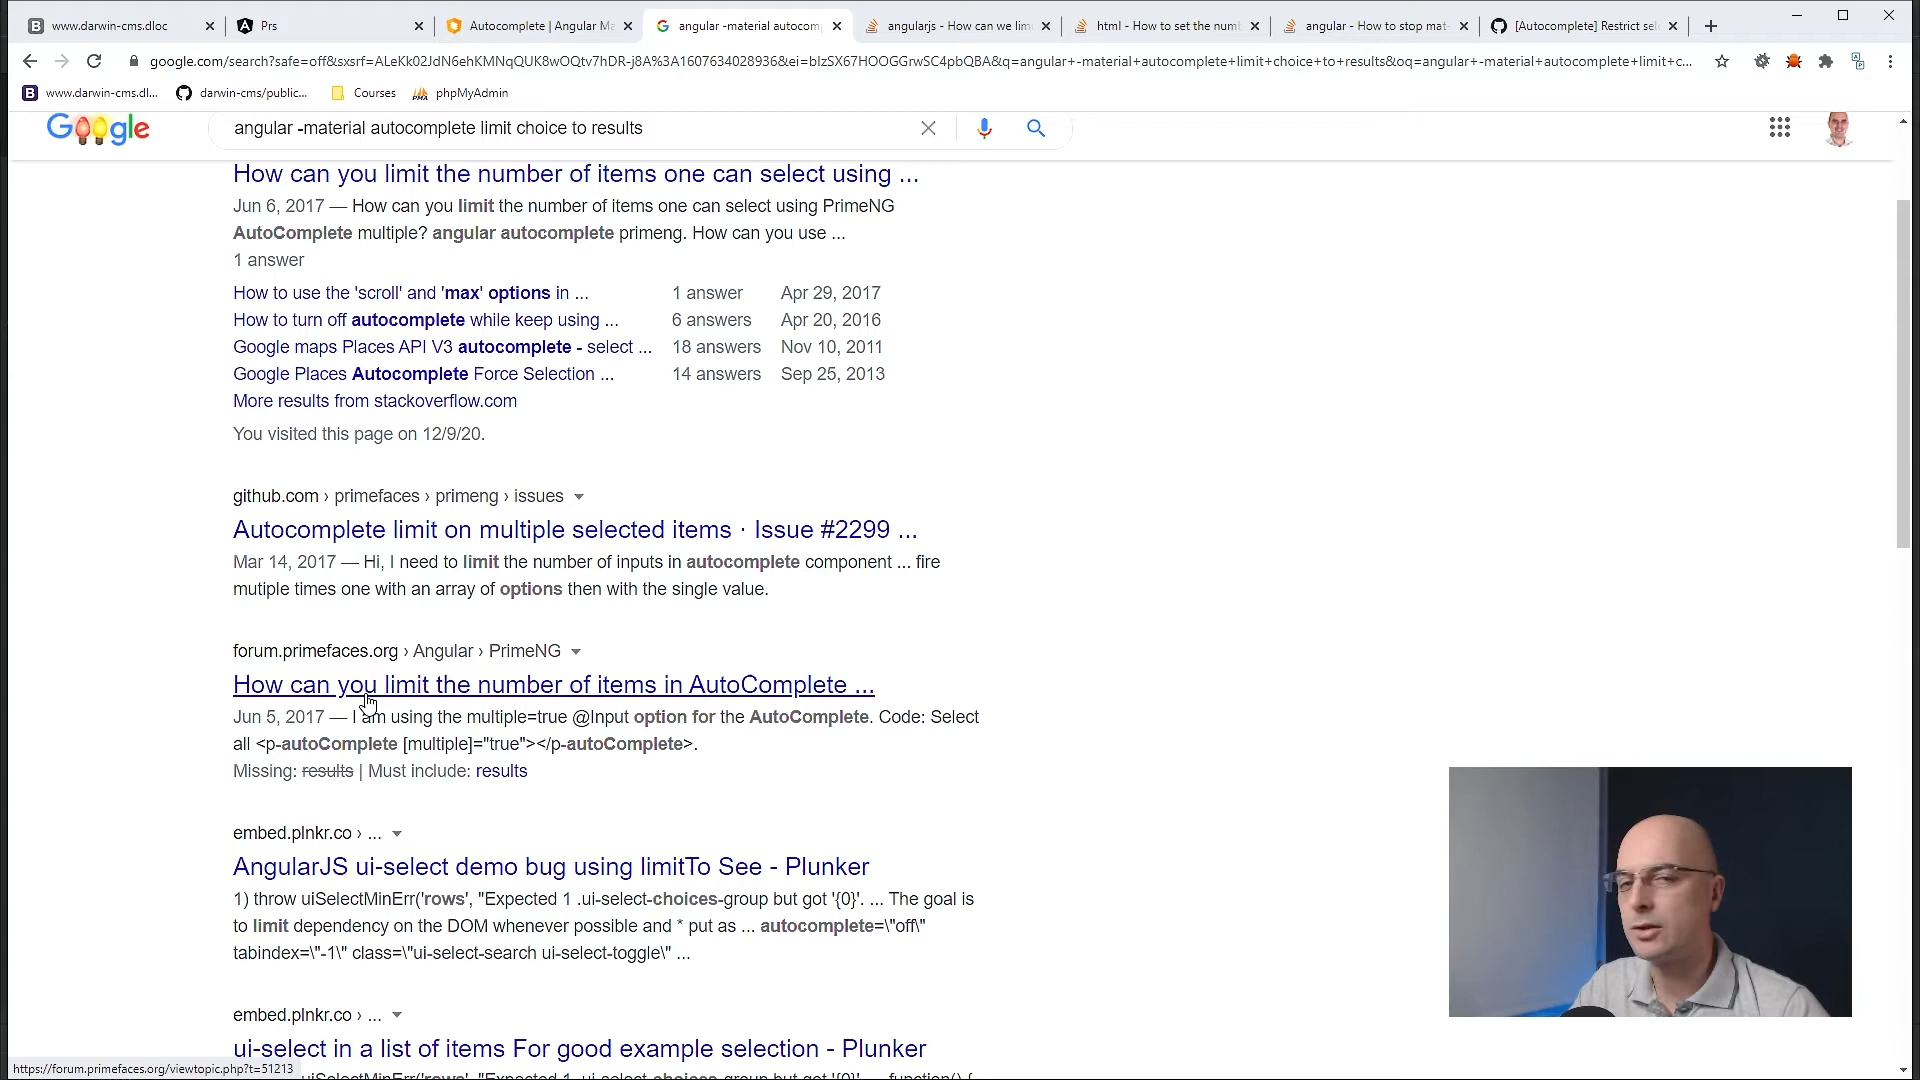 www.darwin-cms.dloc
Prs
Autocomplete | Angular Ma
angular -material autocomp
angularjs - How can we lim
html - How to set the numb
angular - How to stop mat-
[Autocomplete] Restrict sel
google.com/search?safe=off&sxsrf=ALeKk02JdN6ehKMNqQUK8wOQtv7hDR-j8A%3A1607634028936&ei=bIzSX67HOOGGrwSC4pbQBA&q=angular+-material+autocomplete+limit+choice+to+results&oq=angular+-material+autocomplete+limit+c...
www.darwin-cms.dl...
darwin-cms/public...
Courses
phpMyAdmin
Google
angular -material autocomplete limit choice to results
How can you limit the number of items one can select using ...
Jun 6, 2017 — How can you limit the number of items one can select using PrimeNG
AutoComplete multiple? angular autocomplete primeng. How can you use ...
1 answer
How to use the 'scroll' and 'max' options in ... 1 answer Apr 29, 2017
How to turn off autocomplete while keep using ... 6 answers Apr 20, 2016
Google maps Places API V3 autocomplete - select ... 18 answers Nov 10, 2011
Google Places Autocomplete Force Selection ... 14 answers Sep 25, 2013
More results from stackoverflow.com
You visited this page on 12/9/20.
github.com › primefaces › primeng › issues
Autocomplete limit on multiple selected items · Issue #2299 ...
Mar 14, 2017 — Hi, I need to limit the number of inputs in autocomplete component ... fire
mutiple times one with an array of options then with the single value.
forum.primefaces.org › Angular › PrimeNG
How can you limit the number of items in AutoComplete ...
Jun 5, 2017 — I am using the multiple=true @Input option for the AutoComplete. Code: Select
all <p-autoComplete [multiple]="true"></p-autoComplete>.
Missing: results | Must include: results
embed.plnkr.co › ...
AngularJS ui-select demo bug using limitTo See - Plunker
1) throw uiSelectMinErr('rows', "Expected 1 .ui-select-choices-group but got '{0}'. ... The goal is
to limit dependency on the DOM whenever possible and * put as ... autocomplete=\"off\"
tabindex=\"-1\" class=\"ui-select-search ui-select-toggle\" ...
embed.plnkr.co › ...
ui-select in a list of items For good example selection - Plunker
https://forum.primefaces.org/viewtopic.php?t=51213